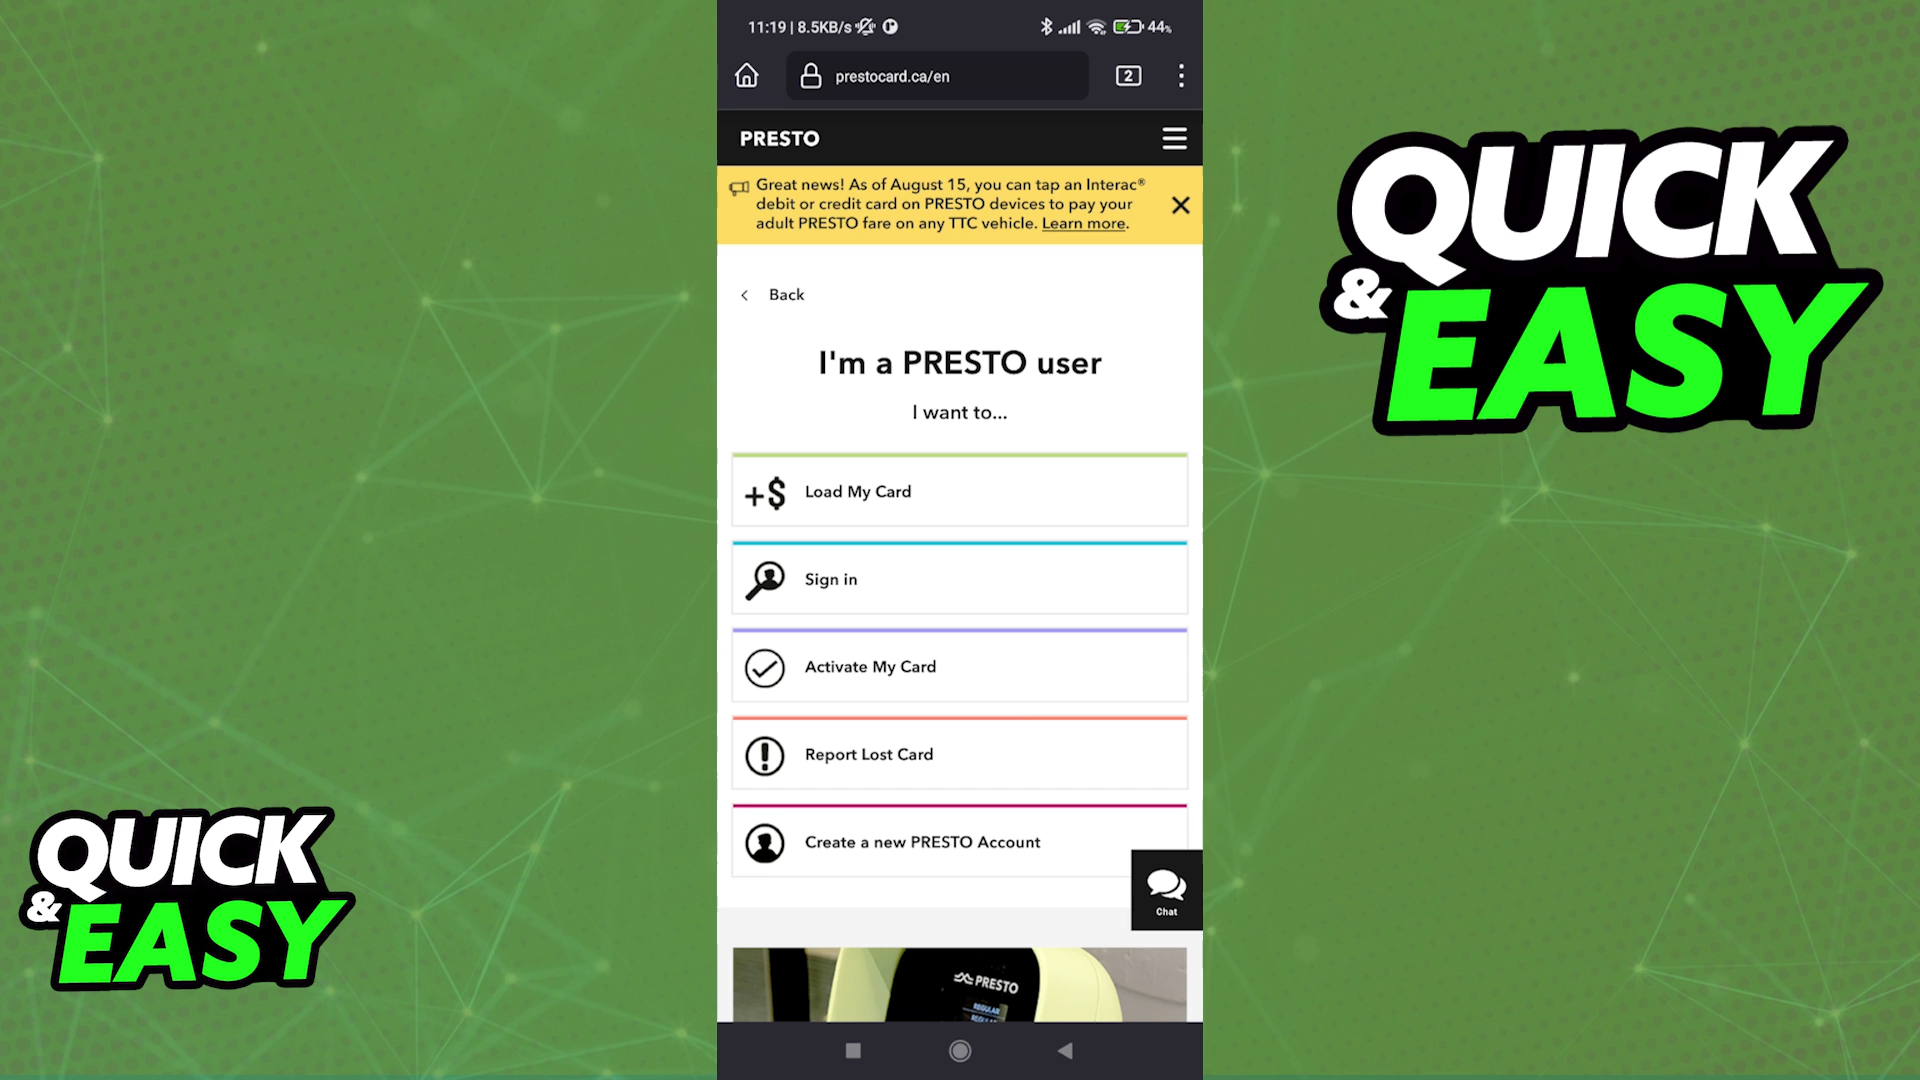 11:19 | 8.5KB/s
44%
prestocard.ca/en
2
PRESTO
Great news! As of August 15, you can tap an Interac®
debit or credit card on PRESTO devices to pay your
adult PRESTO fare on any TTC vehicle. Learn more.
Back
I'm a PRESTO user
I want to...
+$ Load My Card
Sign in
Activate My Card
Report Lost Card
Create a new PRESTO Account
Chat
PRESTO
REGULAR
QUICK
& EASY
QUICK
& EASY